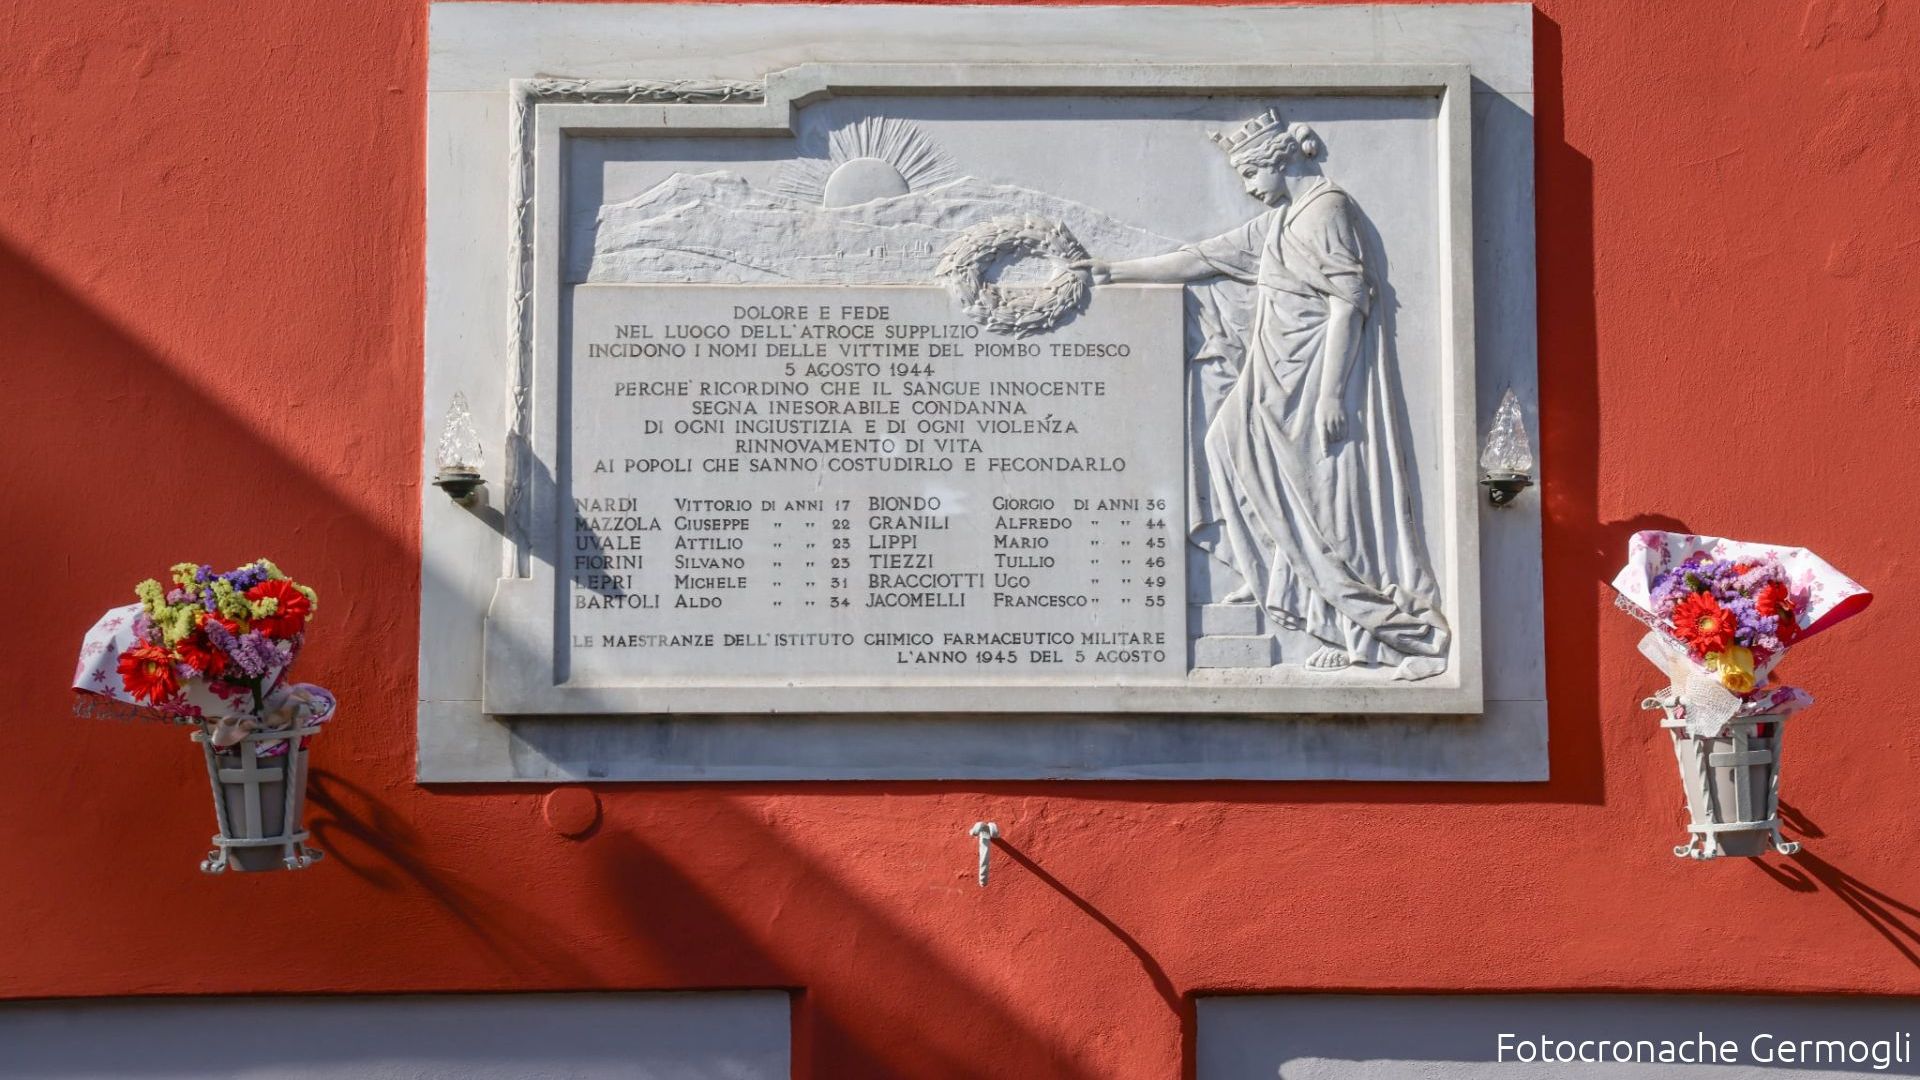 DOLORE E FEDE
NEL LUOGO DELL'ATROCE SUPPLIZIO
INCIDONO I NOMI DELLE VITTIME DEL PIOMBO TEDESCO
5 AGOSTO 1944
PERCHE' RICORDINO CHE IL SANGUE INNOCENTE
SEGNA INESORABILE CONDANNA
DI OGNI INGIUSTIZIA E DI OGNI VIOLENZA
RINNOVAMENTO DI VITA
AI POPOLI CHE SANNO COSTUDIRLO E FECONDARLO
NARDI VITTORIO DI ANNI 17 BIONDO GIORGIO DI ANNI 36
MAZZOLA GIUSEPPE " " 22 GRANILI ALFREDO " " 44
UVALE ATTILIO " " 23 LIPPI MARIO " " 45
FIORINI SILVANO " " 23 TIEZZI TULLIO " " 46
LEPRI MICHELE " " 31 BRACCIOTTI UGO " " 49
BARTOLI ALDO " " 34 JACOMELLI FRANCESCO " " 55
LE MAESTRANZE DELL'ISTITUTO CHIMICO FARMACEUTICO MILITARE
L'ANNO 1945 DEL 5 AGOSTO
Fotocronache Germogli